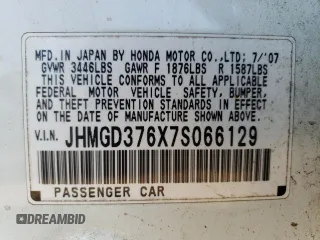 MFD. IN JAPAN BY HONDA MOTOR CO.,LTD; 7/'07
GVWR 3446LBS GAWR F 1876LBS R 1587LBS
THIS VEHICLE CONFORMS TO ALL APPLICABLE
FEDERAL MOTOR VEHICLE SAFETY, BUMPER,
AND THEFT PREVENTION STANDARDS IN EFFECT
ON THE DATE OF MANUFACTURE SHOWN ABOVE.
V.I.N. JHMGD376X7S066129
PASSENGER CAR
DREAMBID